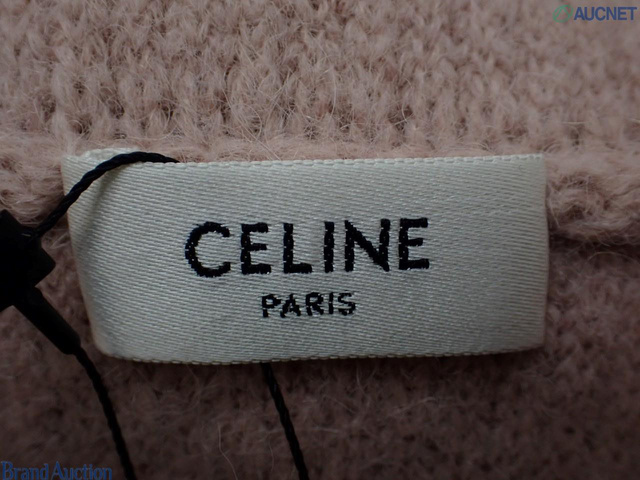 AUCNET
CELINE
PARIS
Brand Auction